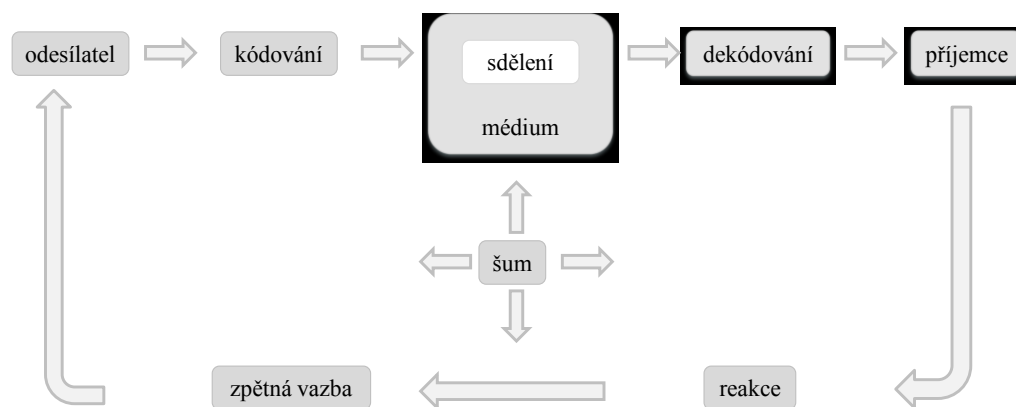 odesílatel
kódování
sdělení
médium
dekódování
příjemce
šum
zpětná vazba
reakce